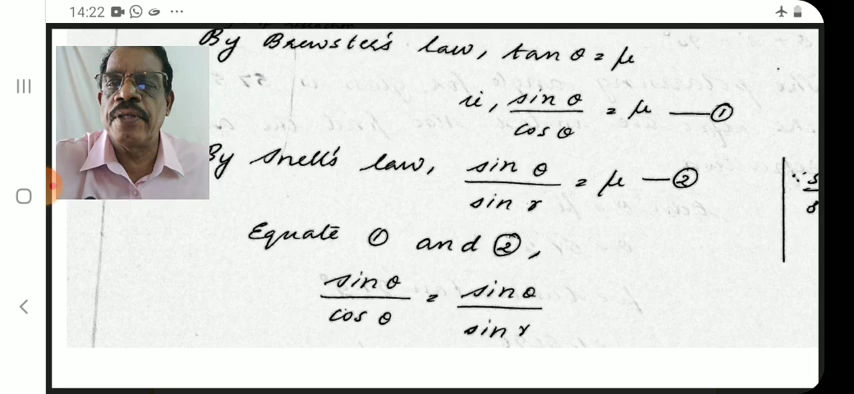 14:22
By Brewster's law, tan θ = μ
ie, sin θ / cos θ = μ — ①
By Snell's law, sin θ / sin r = μ — ②
Equate ① and ②,
sin θ / cos θ = sin θ / sin r